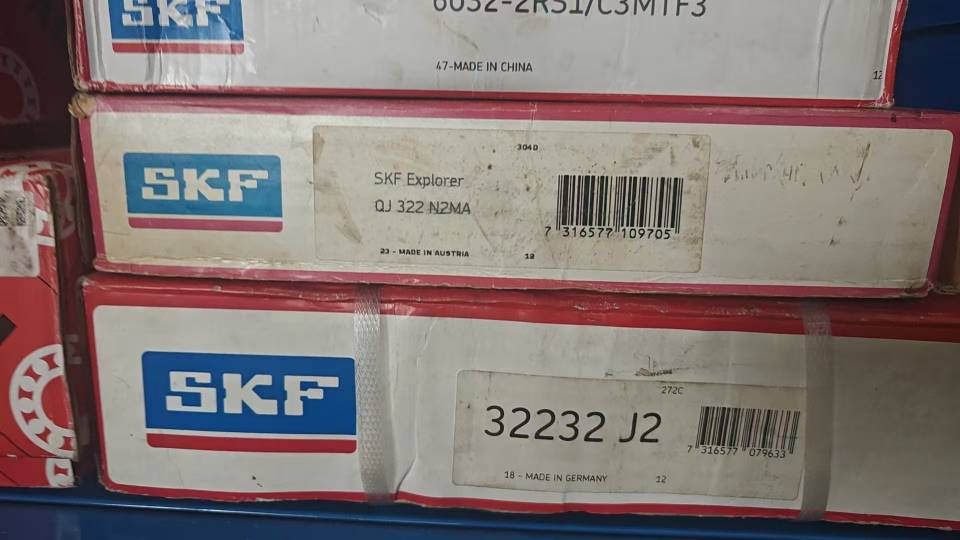 SKF
6032-2RS1/C3MTF3
47-MADE IN CHINA
12
304D
SKF
SKF Explorer
QJ 322 N2MA
7 316577 109705
23 - MADE IN AUSTRIA
12
272C
SKF
32232 J2
7 316577 079633
18 - MADE IN GERMANY
12